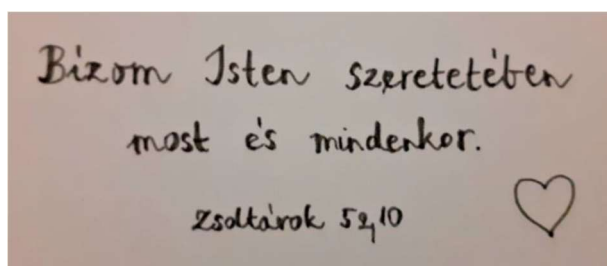 Bízom Isten szeretetében
most és mindenkor.
Zsoltárok 52,10